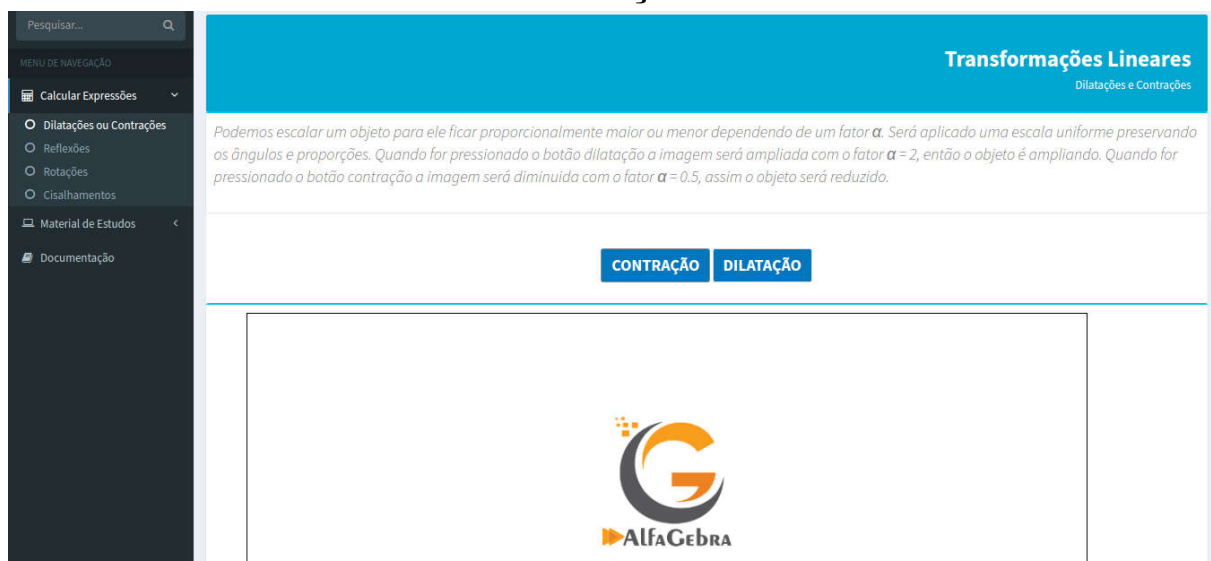 Pesquisar...
MENU DE NAVEGAÇÃO
Calcular Expressões
Dilatações ou Contrações
Reflexões
Rotações
Cisalhamentos
Material de Estudos
Documentação
Transformações Lineares
Dilatações e Contrações
Podemos escalar um objeto para ele ficar proporcionalmente maior ou menor dependendo de um fator α. Será aplicado uma escala uniforme preservando
os ângulos e proporções. Quando for pressionado o botão dilatação a imagem será ampliada com o fator α = 2, então o objeto é ampliando. Quando for
pressionado o botão contração a imagem será diminuida com o fator α = 0.5, assim o objeto será reduzido.
CONTRAÇÃO DILATAÇÃO
ALFAGEBRA